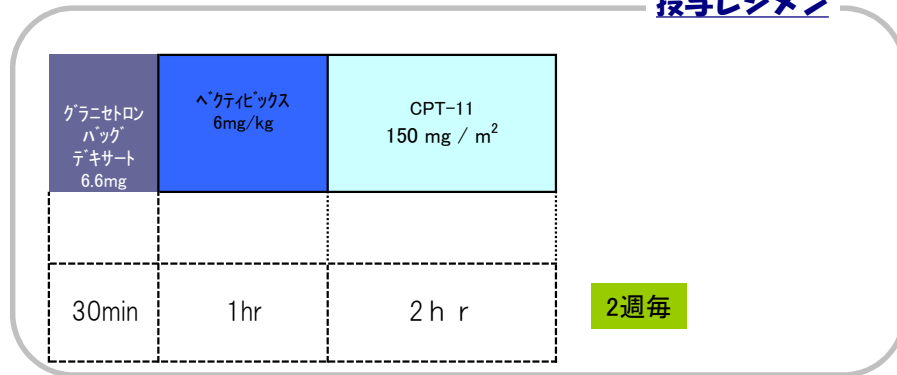 投与レジメン
グラニセトロン
バッグ
デキサート
6.6mg
ベクティビックス
6mg/kg
CPT-11
150 mg / m²
30min
1hr
2ｈｒ
2週毎